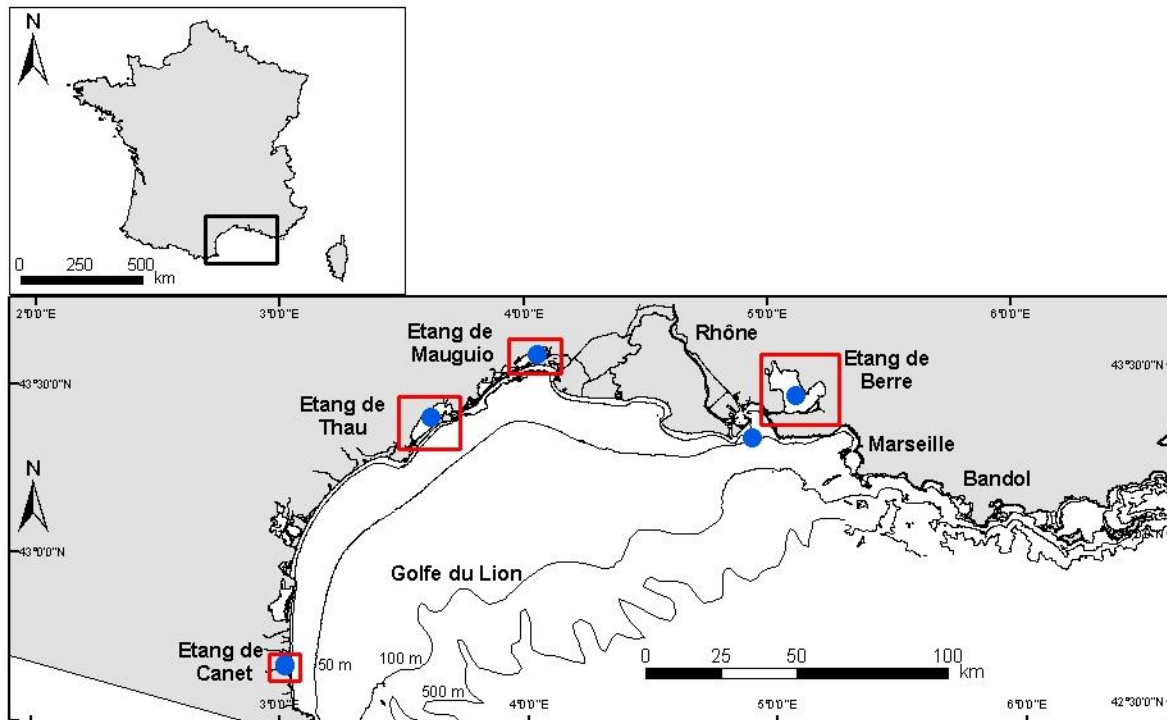 N
0 250 500
km
2°0'0"E 3°0'0"E 4°0'0"E 5°0'0"E 6°0'0"E
Etang de
Mauguio
Rhône
Etang de
Berre
43°30'0"N
43°30'0"N
Etang de
Thau
Marseille
Bandol
N
43°0'0"N
Golfe du Lion
Etang de
Canet
50 m
100 m
500 m
0 25 50 100
km
3°0'0"E 4°0'0"E 5°0'0"E 6°0'0"E
42°30'0"N